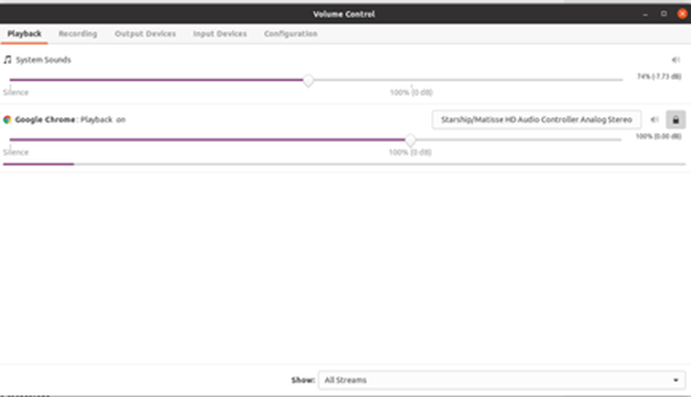 Volume Control
Playback Recording Output Devices Input Devices Configuration
System Sounds
74% (-7.73 dB)
Silence 100% (0 dB)
Google Chrome: Playback on Starship/Matisse HD Audio Controller Analog Stereo
100% (0.00 dB)
Silence 100% (0 dB)
Show: All Streams